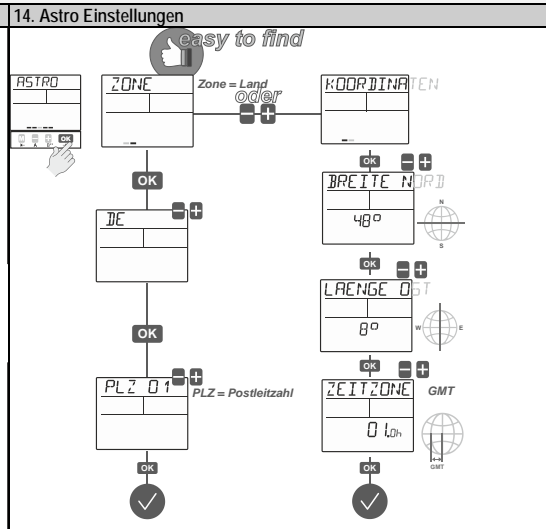 14. Astro Einstellungen
easy to find
ASTRO
OK
ZONE
Zone = Land
oder
- +
KOORDINATEN
OK
DE
- +
OK
PLZ 01
- +
PLZ = Postleitzahl
OK
OK
- +
BREITE NORD
48°
N
S
OK
- +
LAENGE OST
8°
W
E
OK
- +
ZEITZONE
GMT
01.0h
GMT
OK